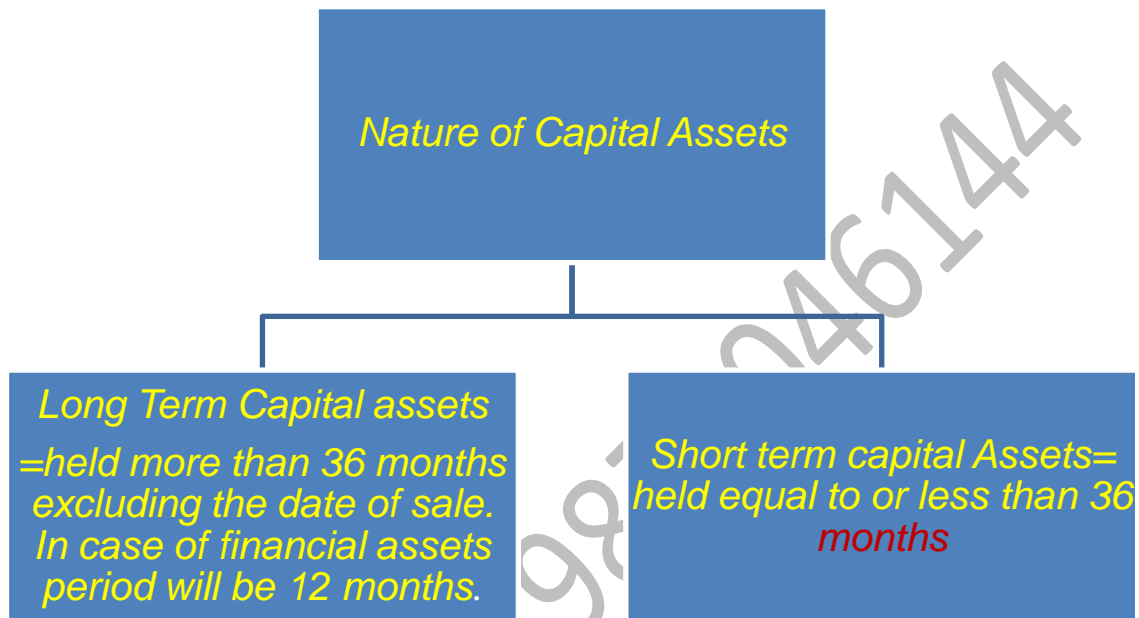 Nature of Capital Assets
Long Term Capital assets
=held more than 36 months
excluding the date of sale.
In case of financial assets
period will be 12 months.
Short term capital Assets=
held equal to or less than 36
months